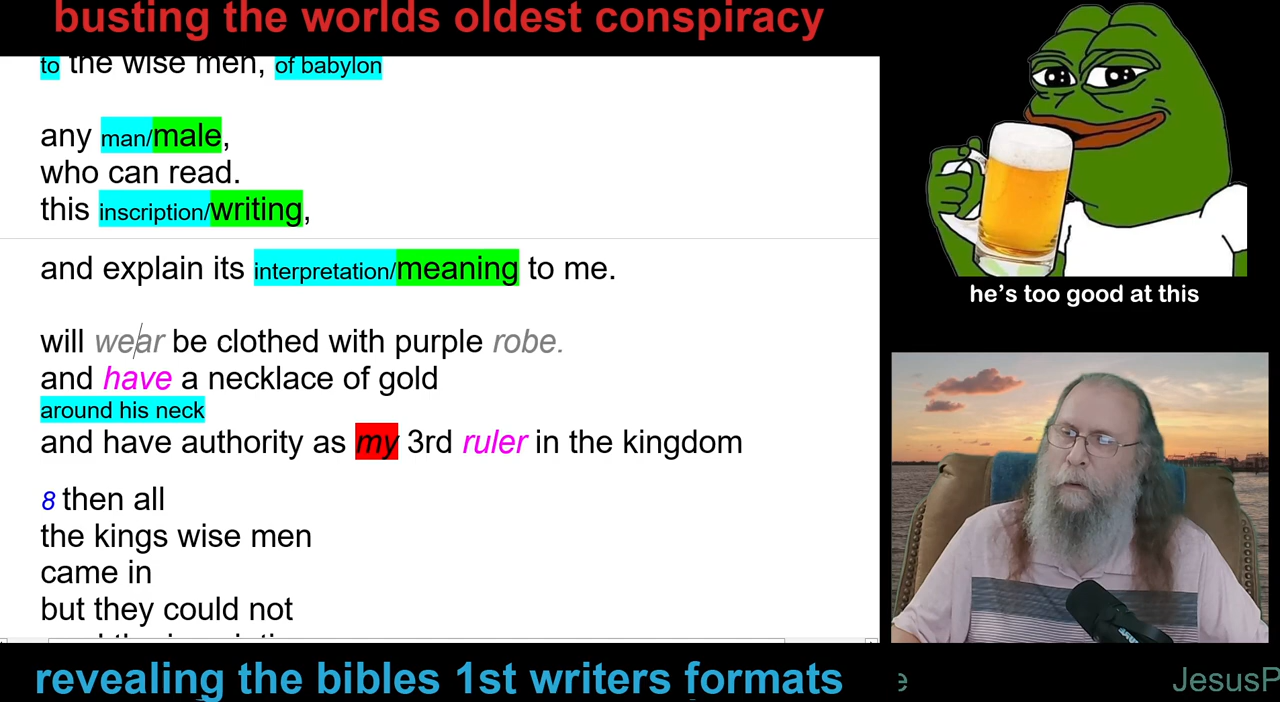 busting the worlds oldest conspiracy
to the wise men, of babylon
any man/male,
who can read.
this inscription/writing,
and explain its interpretation/meaning to me.
will wear be clothed with purple robe.
and have a necklace of gold
around his neck
and have authority as my 3rd ruler in the kingdom
8 then all
the kings wise men
came in
but they could not
he's too good at this
revealing the bibles 1st writers formats
e JesusP